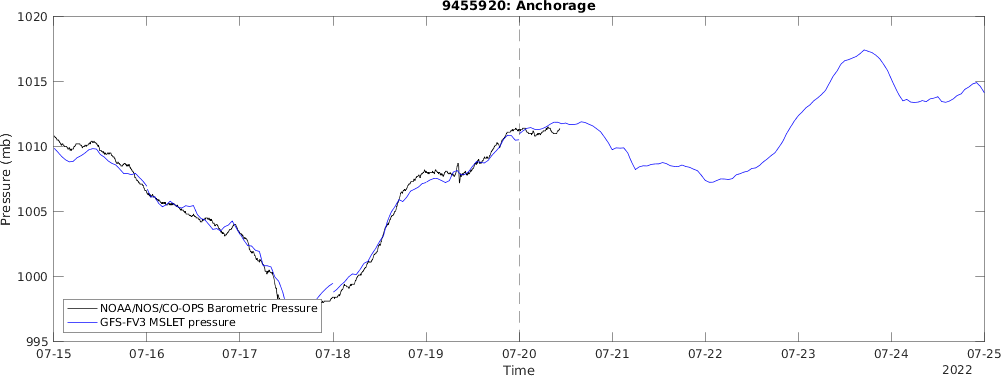 9455920: Anchorage
1020
1015
1010
1005
1000
995
Pressure (mb)
NOAA/NOS/CO-OPS Barometric Pressure
GFS-FV3 MSLET pressure
07-15 07-16 07-17 07-18 07-19 07-20 07-21 07-22 07-23 07-24 07-25
Time
2022